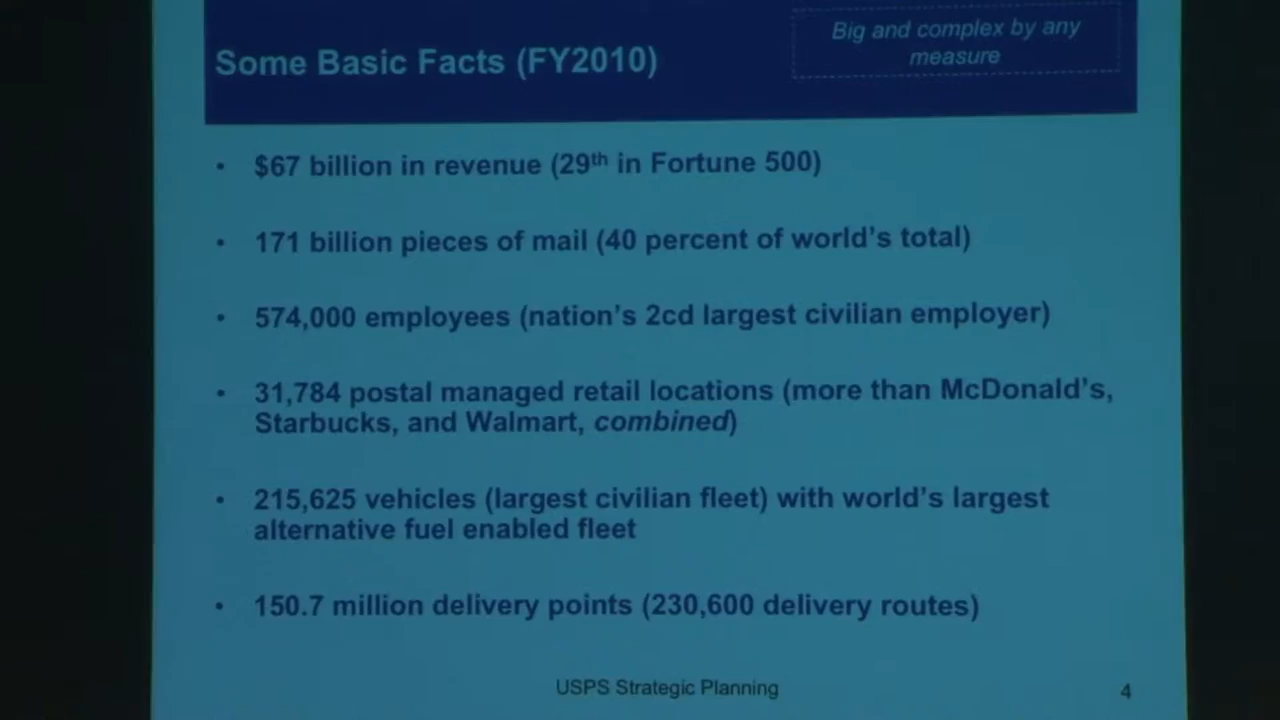 Big and complex by any
measure
Some Basic Facts (FY2010)
• $67 billion in revenue (29th in Fortune 500)
• 171 billion pieces of mail (40 percent of world's total)
• 574,000 employees (nation's 2cd largest civilian employer)
• 31,784 postal managed retail locations (more than McDonald's,
Starbucks, and Walmart, combined)
• 215,625 vehicles (largest civilian fleet) with world's largest
alternative fuel enabled fleet
• 150.7 million delivery points (230,600 delivery routes)
USPS Strategic Planning
4